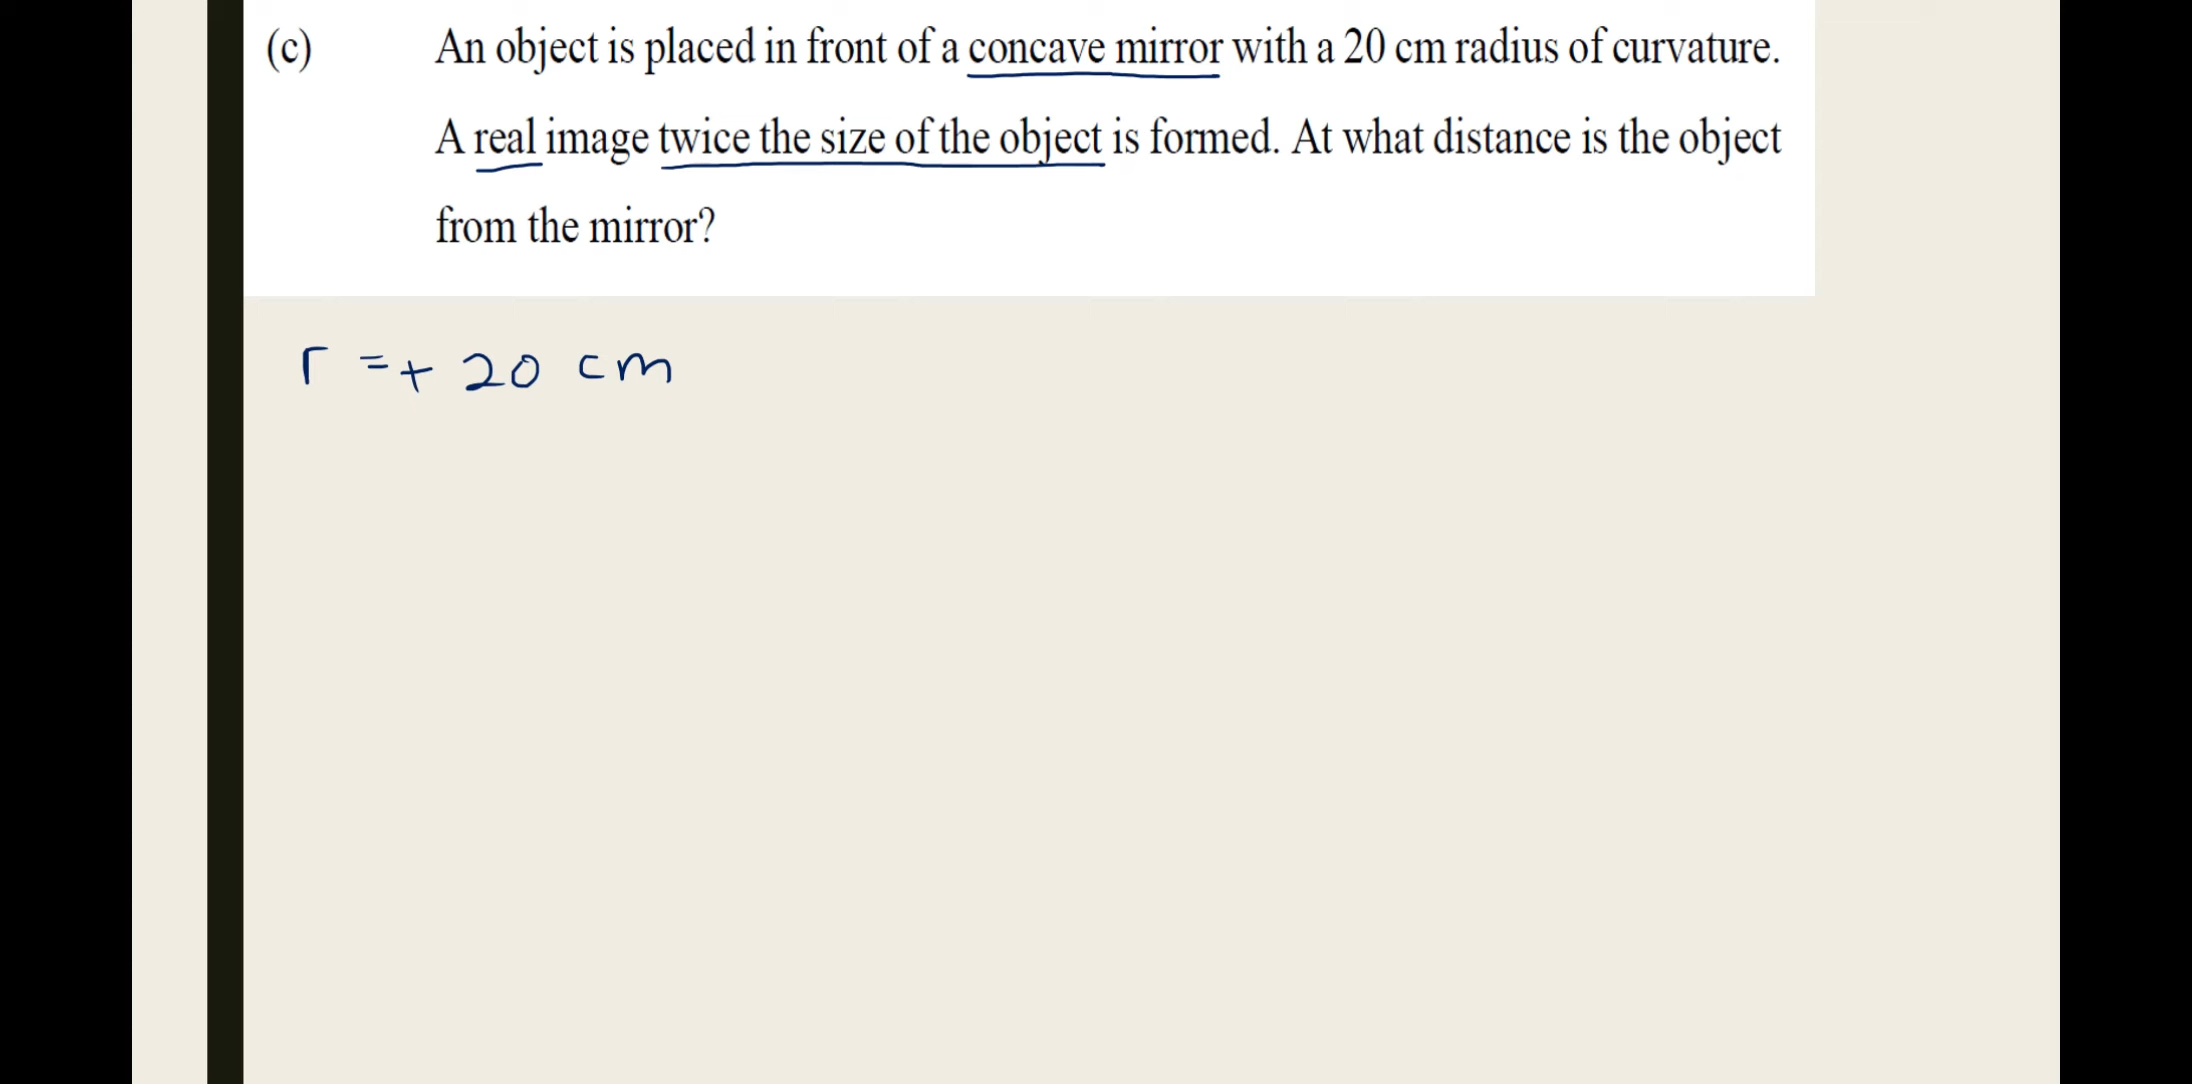 (c) An object is placed in front of a concave mirror with a 20 cm radius of curvature.
A real image twice the size of the object is formed. At what distance is the object
from the mirror?
r = + 20 cm